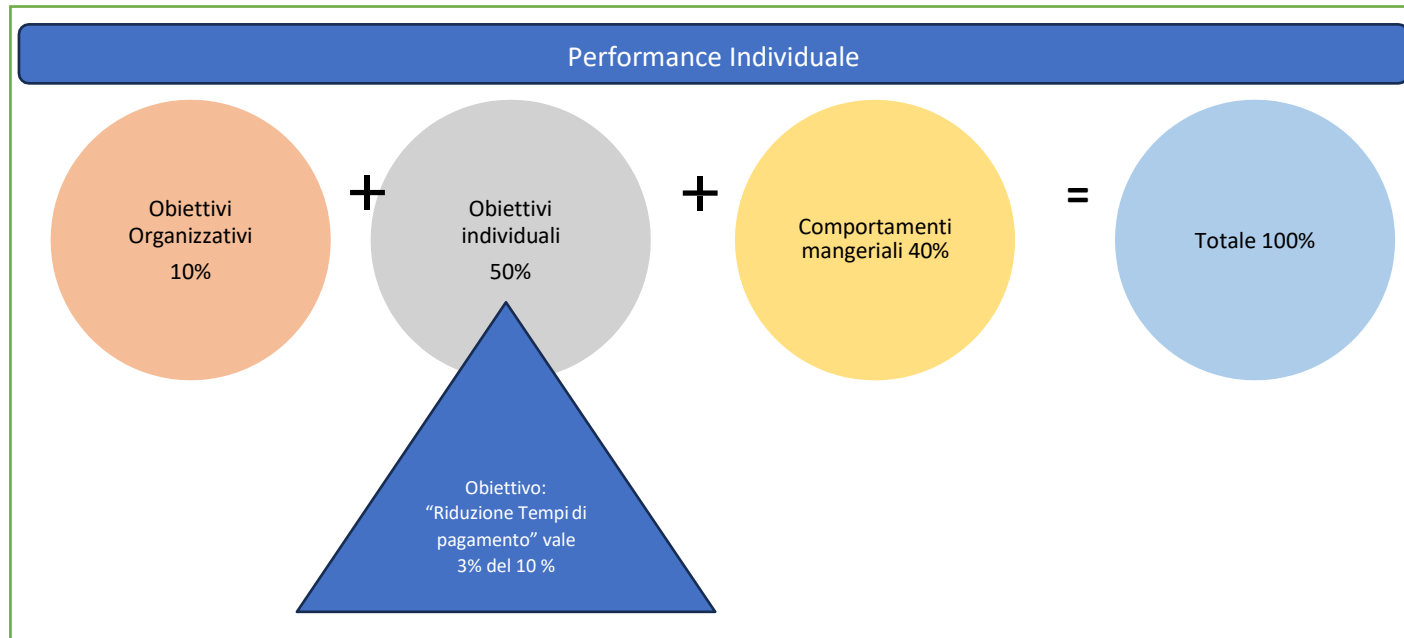 Performance Individuale
Obiettivi
Organizzativi
10%
+
Obiettivi
individuali
50%
+
Comportamenti
mangeriali 40%
=
Totale 100%
Obiettivo:
“Riduzione Tempi di
pagamento” vale
3% del 10 %